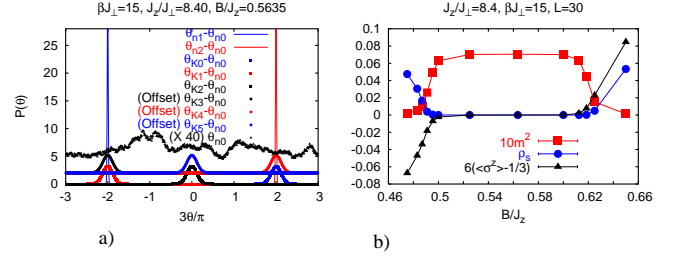 βJ⊥=15, Jz/J⊥=8.40, B/Jz=0.5635
P(θ)
28
25
20
15
10
5
0
θn1-θn0
θn2-θn0
θK0-θn0
θK1-θn0
θK2-θn0
(Offset) θK3-θn0
(Offset) θK4-θn0
(Offset) θK5-θn0
(X 40) θn0
-3 -2 -1 0 1 2 3
3θ/π
a)
Jz/J⊥=8.4, βJ⊥=15, L=30
0.1
0.08
0.06
0.04
0.02
0
-0.02
-0.04
-0.06
-0.08
10m²
ρs
6(<σᶻ>-1/3)
0.46 0.5 0.54 0.58 0.62 0.66
B/Jz
b)